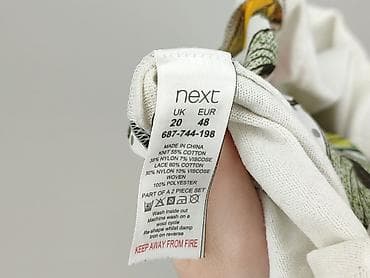 next
UK EUR
20 48
687-744-198
MADE IN CHINA
KNIT 55% COTTON
38% NYLON 7% VISCOSE
LACE 60% COTTON
30% NYLON 10% VISCOSE
WOVEN
100% POLYESTER
PART OF A 2 PIECE SET
Wash inside out
Machine wash on a
wool cycle
Re-shape whilst damp
Iron on reverse
KEEP AWAY FROM FIRE